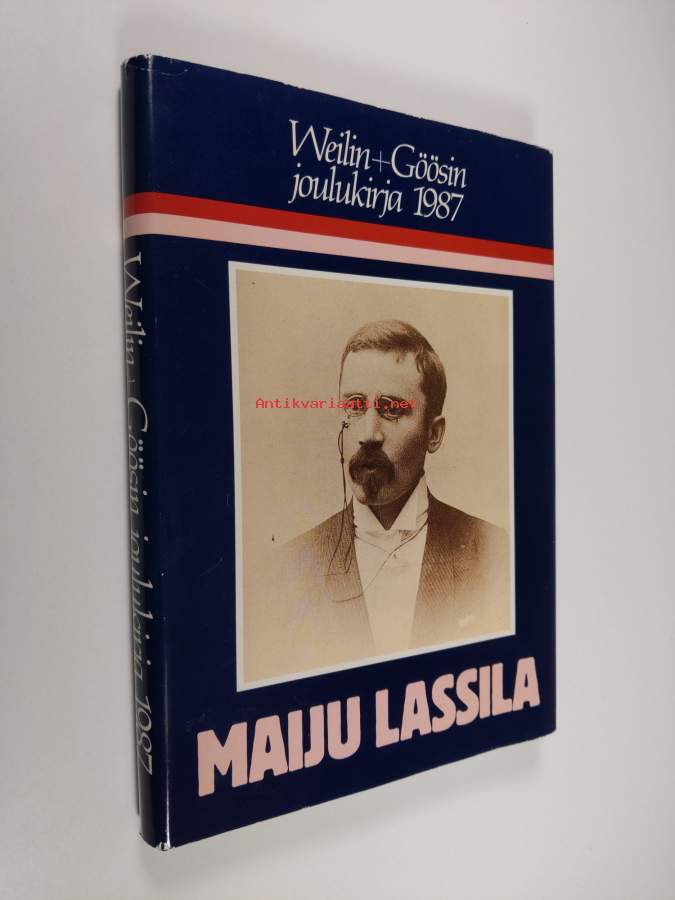 Weilin+Göösin
joulukirja 1987
Antikvariaatti.net
MAIJU LASSILA
Weilin+Göösin joulukirja 1987